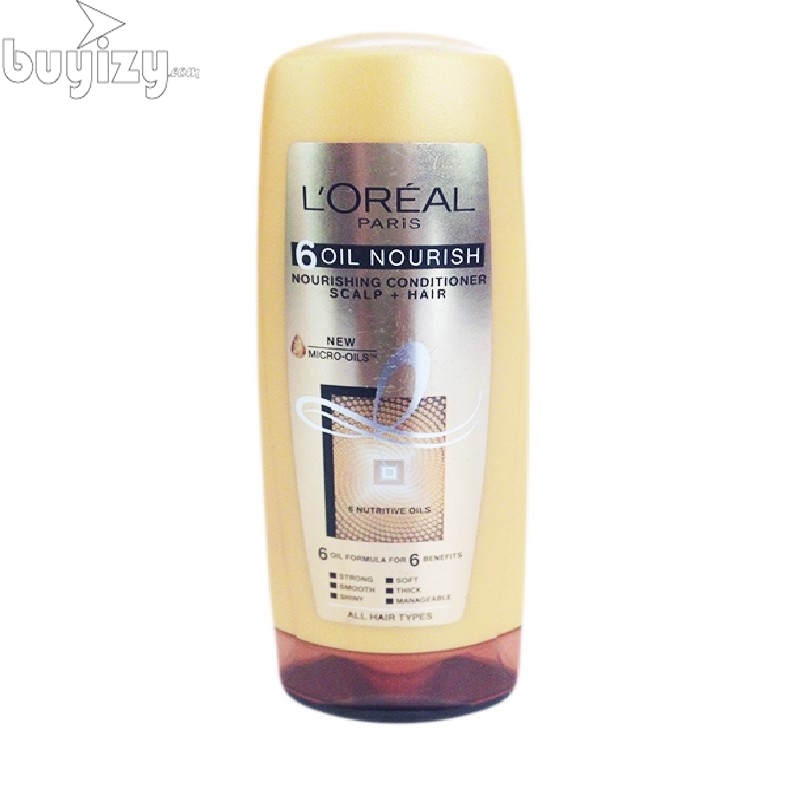 buyizy.com
L'ORÉAL
PARIS
6 OIL NOURISH
NOURISHING CONDITIONER
SCALP + HAIR
NEW
MICRO-OILS™
6 NUTRITIVE OILS
6 OIL FORMULA FOR 6 BENEFITS
STRONG SOFT
SMOOTH THICK
SHINY MANAGEABLE
ALL HAIR TYPES